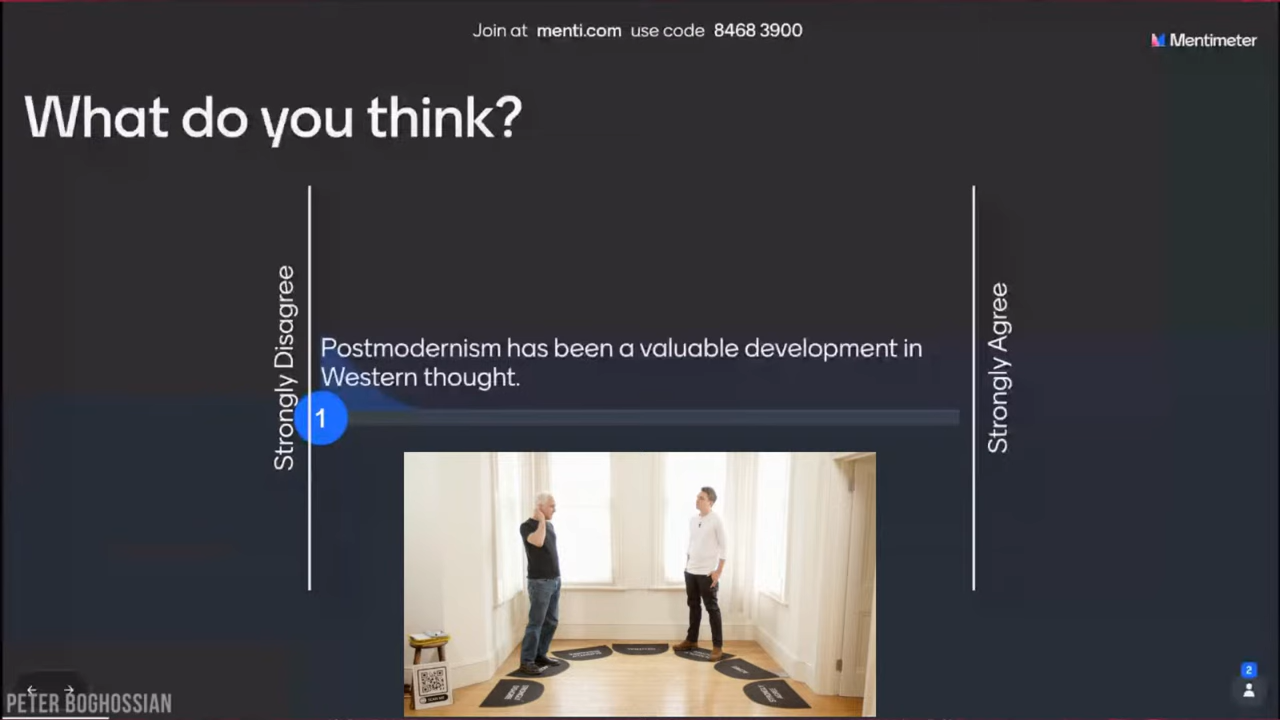 Join at menti.com use code 8468 3900
Mentimeter
What do you think?
Strongly Disagree
Postmodernism has been a valuable development in
Western thought.
Strongly Agree
1
2
PETER BOGHOSSIAN